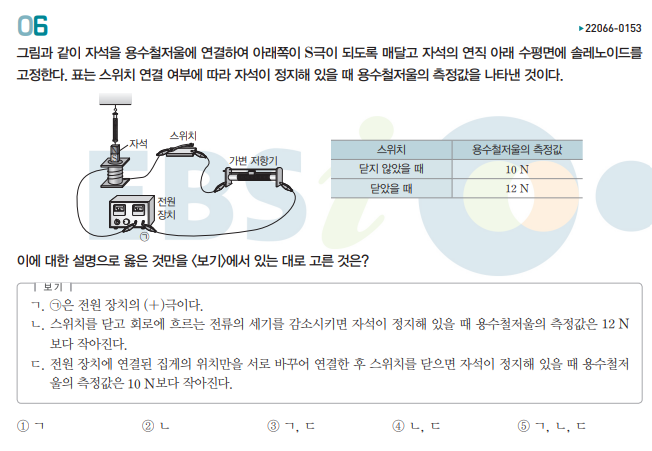 06
▶22066-0153
그림과 같이 자석을 용수철저울에 연결하여 아래쪽이 S극이 되도록 매달고 자석의 연직 아래 수평면에 솔레노이드를
고정한다. 표는 스위치 연결 여부에 따라 자석이 정지해 있을 때 용수철저울의 측정값을 나타낸 것이다.
자석
스위치
가변 저항기
전원
장치
㉠
스위치 용수철저울의 측정값
닫지 않았을 때 10 N
닫았을 때 12 N
EBSi
이에 대한 설명으로 옳은 것만을 <보기>에서 있는 대로 고른 것은?
보기
ㄱ. ㉠은 전원 장치의 (+)극이다.
ㄴ. 스위치를 닫고 회로에 흐르는 전류의 세기를 감소시키면 자석이 정지해 있을 때 용수철저울의 측정값은 12 N
보다 작아진다.
ㄷ. 전원 장치에 연결된 집게의 위치만을 서로 바꾸어 연결한 후 스위치를 닫으면 자석이 정지해 있을 때 용수철저
울의 측정값은 10 N보다 작아진다.
① ㄱ ② ㄴ ③ ㄱ, ㄷ ④ ㄴ, ㄷ ⑤ ㄱ, ㄴ, ㄷ